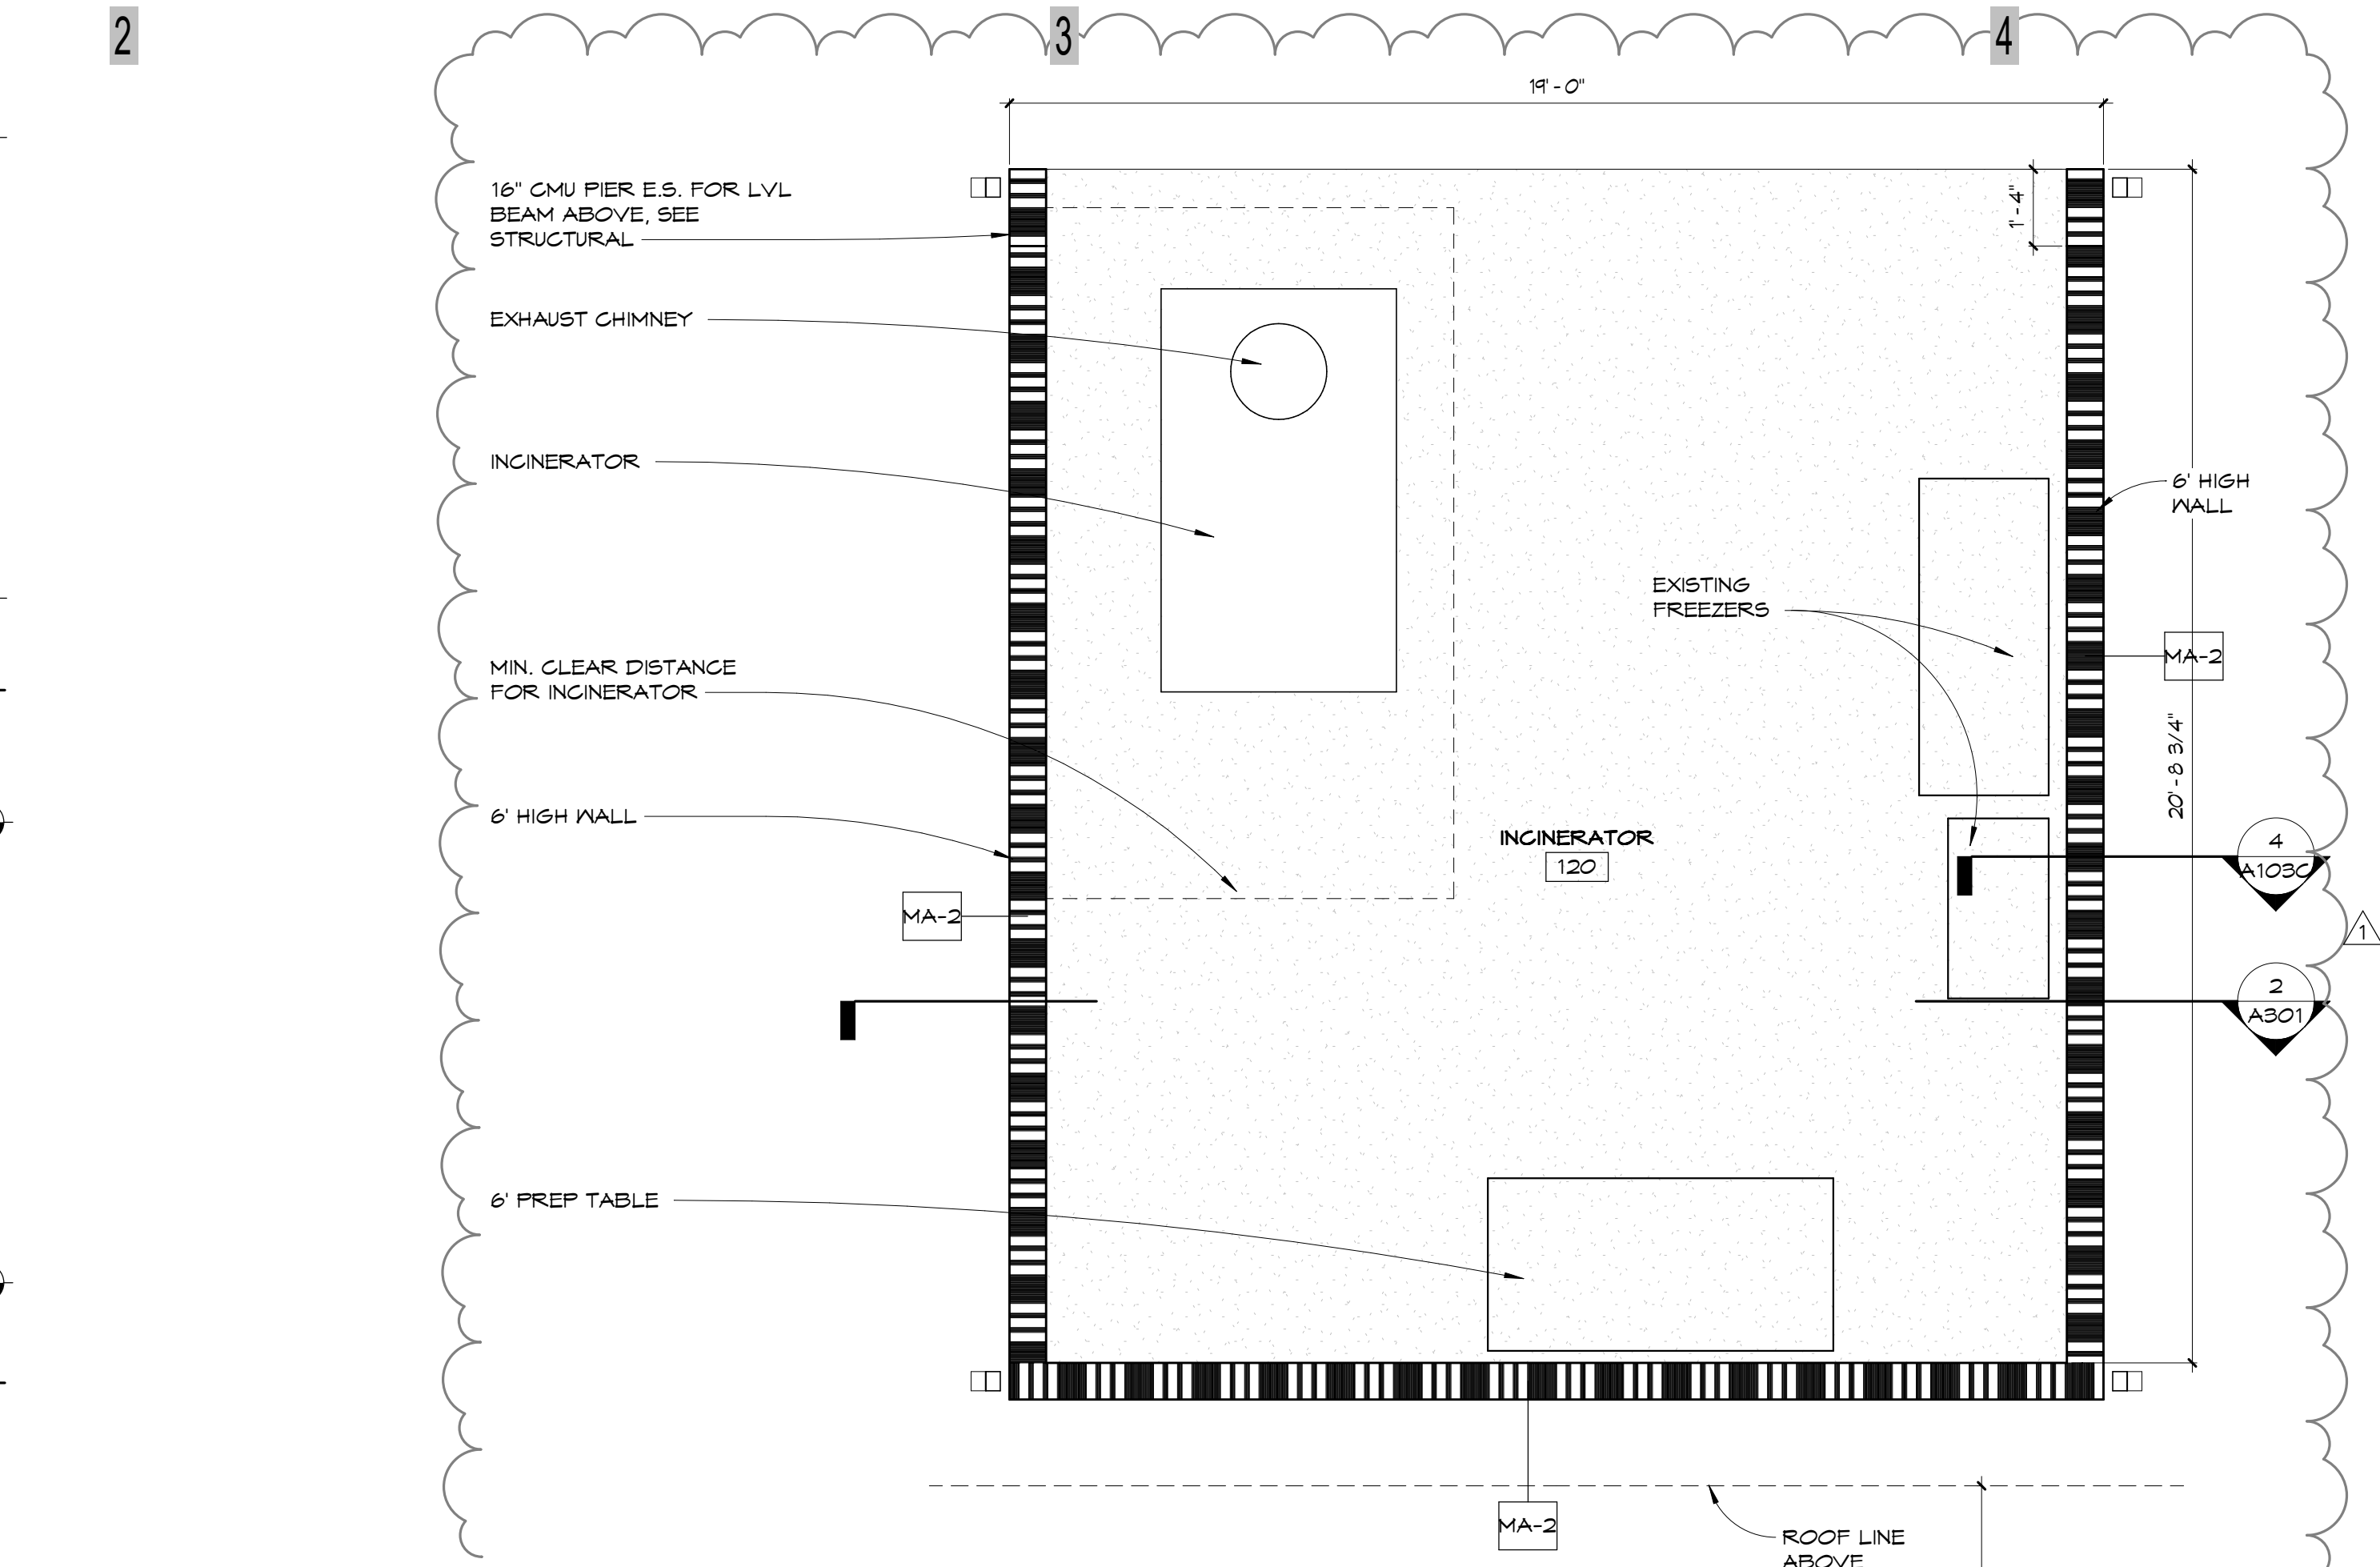 2
3
4
19'-0"
16" CMU PIER E.S. FOR LVL
BEAM ABOVE, SEE
STRUCTURAL
1'-4"
EXHAUST CHIMNEY
INCINERATOR
6' HIGH
WALL
EXISTING
FREEZERS
MA-2
MIN. CLEAR DISTANCE
FOR INCINERATOR
20'-8 3/4"
6' HIGH WALL
INCINERATOR
120
4
A103C
MA-2
1
2
A301
6' PREP TABLE
MA-2
ROOF LINE
ABOVE